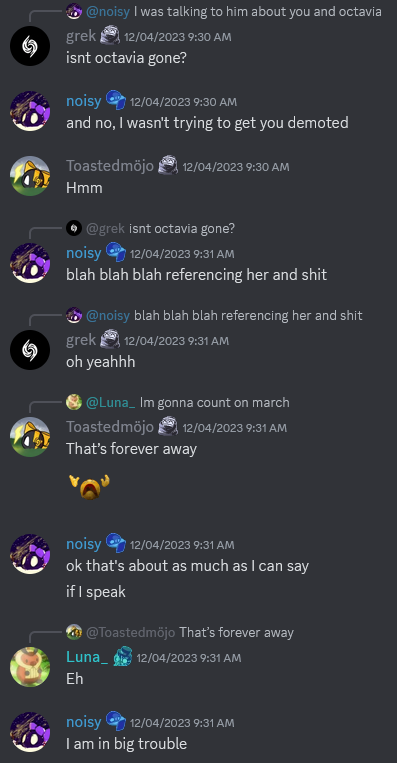 @noisy I was talking to him about you and octavia
grek 12/04/2023 9:30 AM
isnt octavia gone?
noisy 12/04/2023 9:30 AM
and no, I wasn't trying to get you demoted
Toastedmöjo 12/04/2023 9:30 AM
Hmm
@grek isnt octavia gone?
noisy 12/04/2023 9:31 AM
blah blah blah referencing her and shit
@noisy blah blah blah referencing her and shit
grek 12/04/2023 9:31 AM
oh yeahhh
@Luna_ Im gonna count on march
Toastedmöjo 12/04/2023 9:31 AM
That's forever away
noisy 12/04/2023 9:31 AM
ok that's about as much as I can say
if I speak
@Toastedmöjo That's forever away
Luna_ 12/04/2023 9:31 AM
Eh
noisy 12/04/2023 9:31 AM
I am in big trouble